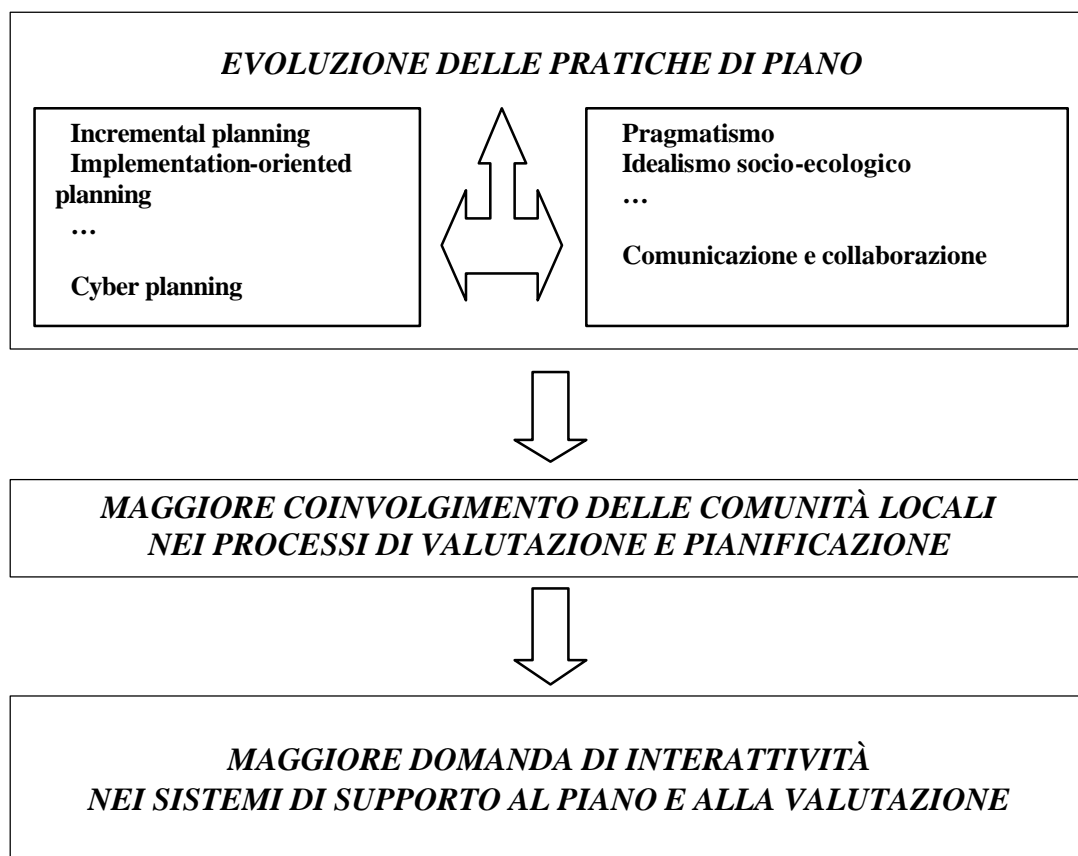 EVOLUZIONE DELLE PRATICHE DI PIANO
Incremental planning
Implementation-oriented
planning
…
Cyber planning
Pragmatismo
Idealismo socio-ecologico
…
Comunicazione e collaborazione
MAGGIORE COINVOLGIMENTO DELLE COMUNITÀ LOCALI
NEI PROCESSI DI VALUTAZIONE E PIANIFICAZIONE
MAGGIORE DOMANDA DI INTERATTIVITÀ
NEI SISTEMI DI SUPPORTO AL PIANO E ALLA VALUTAZIONE